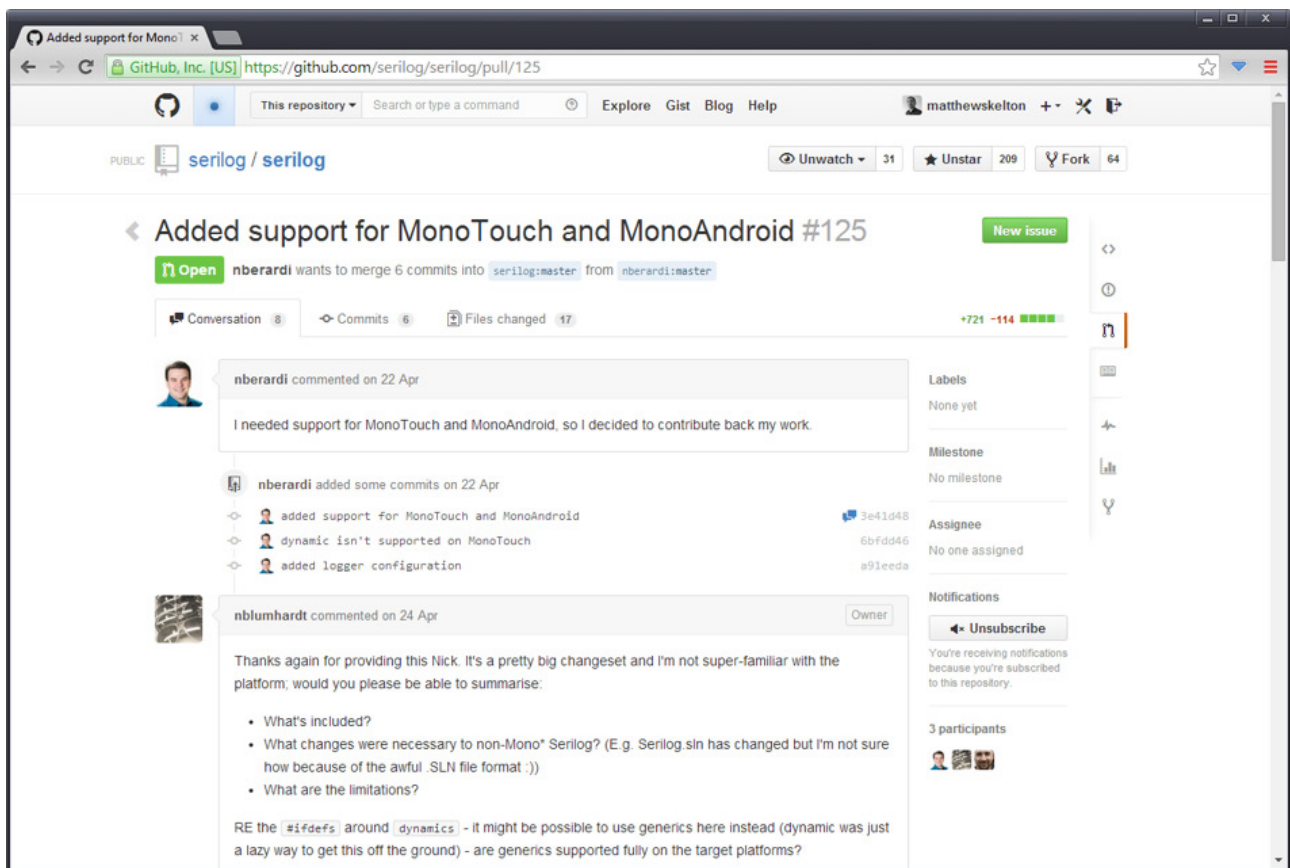 Added support for Mono
GitHub, Inc. [US] https://github.com/serilog/serilog/pull/125
This repository Search or type a command Explore Gist Blog Help matthewskelton
PUBLIC serilog / serilog Unwatch 31 Unstar 209 Fork 64
Added support for MonoTouch and MonoAndroid #125 New issue
Open nberardi wants to merge 6 commits into serilog:master from nberardi:master
Conversation 8 Commits 6 Files changed 17 +721 −114
nberardi commented on 22 Apr
I needed support for MonoTouch and MonoAndroid, so I decided to contribute back my work.
nberardi added some commits on 22 Apr
added support for MonoTouch and MonoAndroid 3e41d48
dynamic isn't supported on MonoTouch 6bfdd46
added logger configuration a91eeda
nblumhardt commented on 24 Apr Owner
Thanks again for providing this Nick. It's a pretty big changeset and I'm not super-familiar with the
platform; would you please be able to summarise:
• What's included?
• What changes were necessary to non-Mono* Serilog? (E.g. Serilog.sln has changed but I'm not sure
how because of the awful .SLN file format :))
• What are the limitations?
RE the #ifdefs around dynamics - it might be possible to use generics here instead (dynamic was just
a lazy way to get this off the ground) - are generics supported fully on the target platforms?
Labels
None yet
Milestone
No milestone
Assignee
No one assigned
Notifications
Unsubscribe
You're receiving notifications
because you're subscribed
to this repository.
3 participants